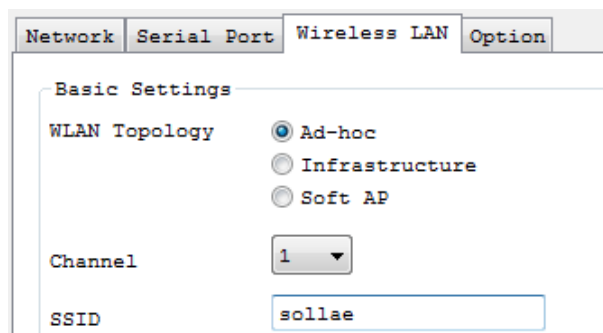 Network Serial Port Wireless LAN Option
Basic Settings
WLAN Topology Ad-hoc
Infrastructure
Soft AP
Channel 1
SSID sollae